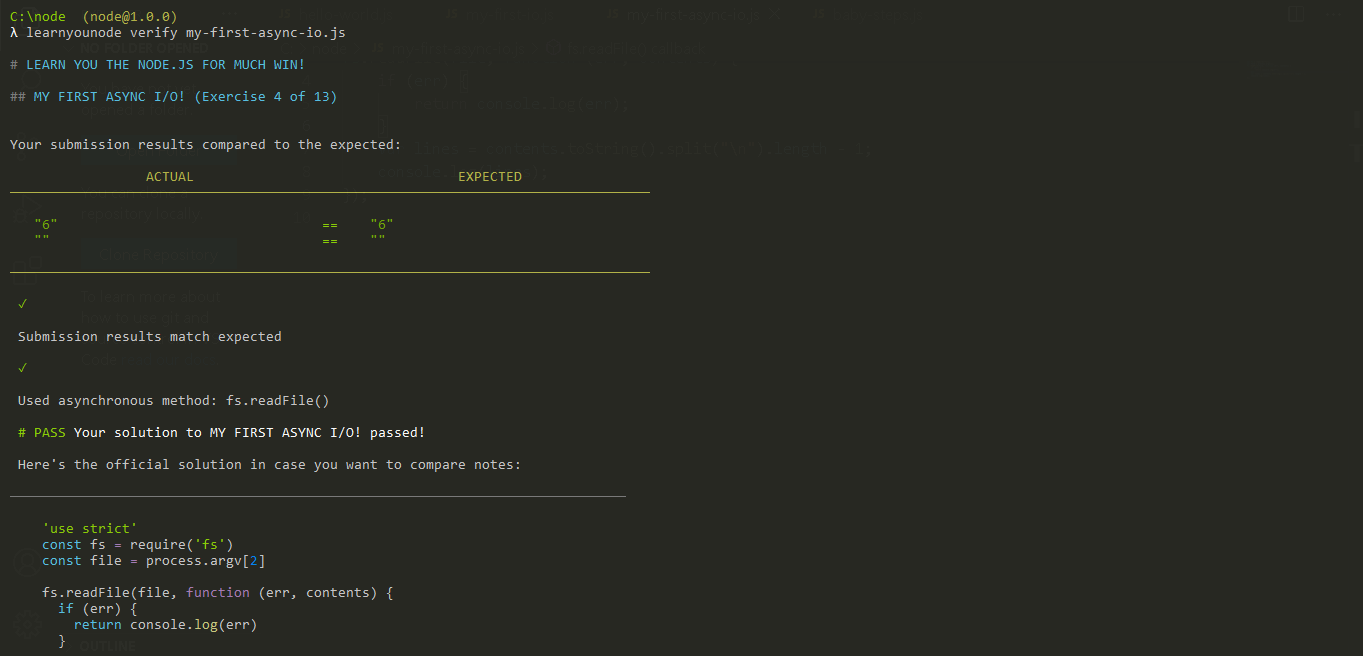 C:\node  (node@1.0.0)
λ learnyounode verify my-first-async-io.js
# LEARN YOU THE NODE.JS FOR MUCH WIN!
## MY FIRST ASYNC I/O! (Exercise 4 of 13)
Your submission results compared to the expected:
ACTUAL EXPECTED
"6" == "6"
"" == ""
✓
Submission results match expected
✓
Used asynchronous method: fs.readFile()
# PASS Your solution to MY FIRST ASYNC I/O! passed!
Here's the official solution in case you want to compare notes:
'use strict'
const fs = require('fs')
const file = process.argv[2]
fs.readFile(file, function (err, contents) {
if (err) {
return console.log(err)
}
OUTLINE